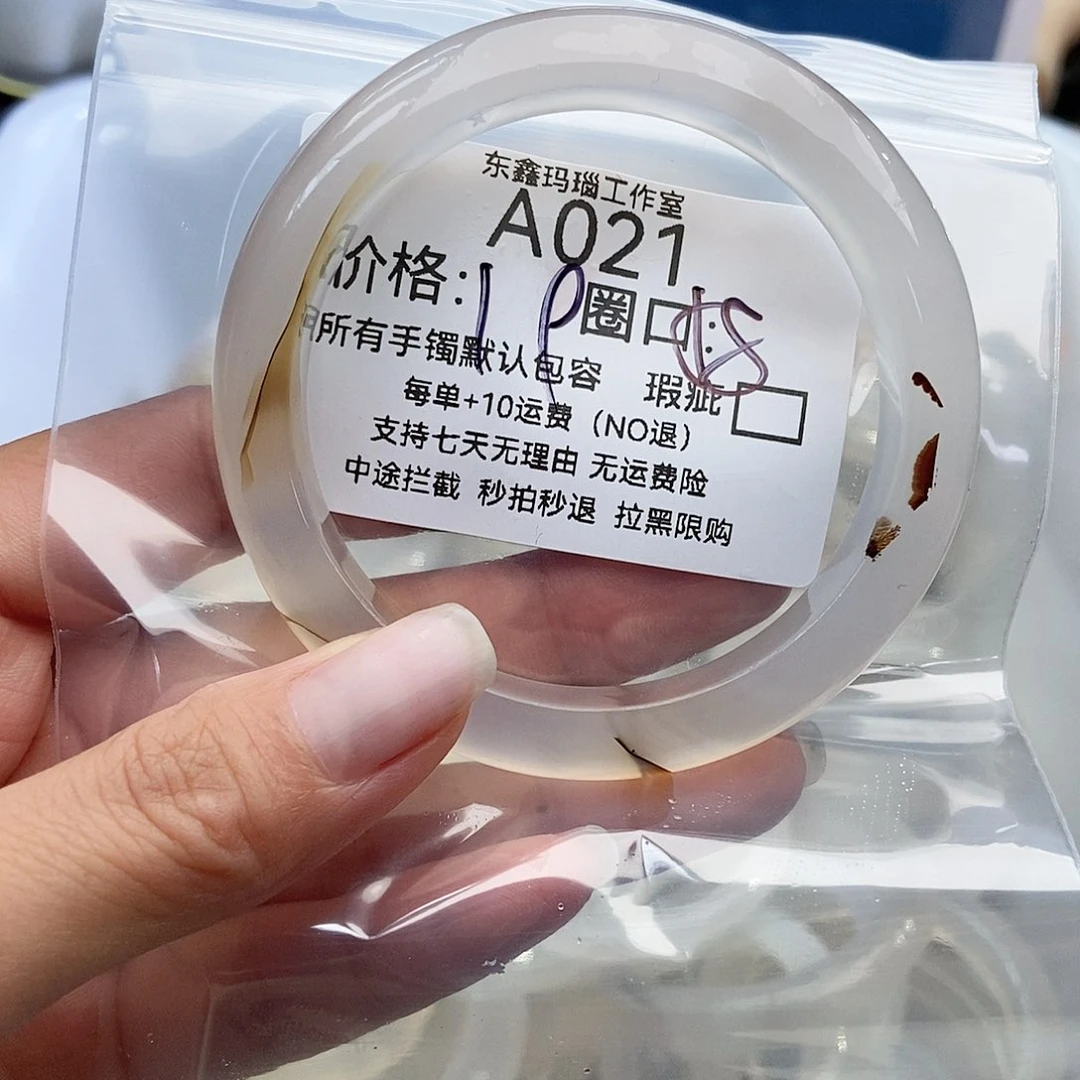 东鑫玛瑙工作室
A021
价格: 圈口:
所有手镯默认包容 瑕疵
每单+10运费（NO退）
支持七天无理由 无运费险
中途拦截 秒拍秒退 拉黑限购